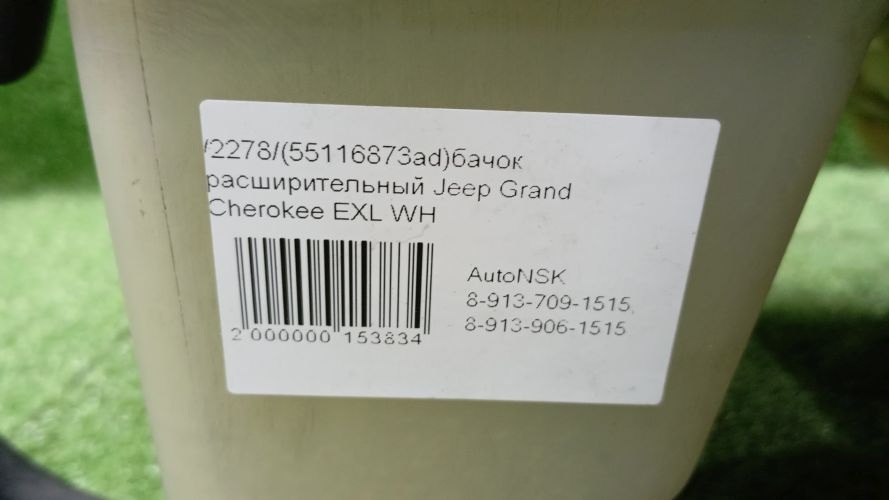 /2278/(55116873ad)бачок
расширительный Jeep Grand
Cherokee EXL WH
AutoNSK
8-913-709-1515,
8-913-906-1515
2 000000 153834